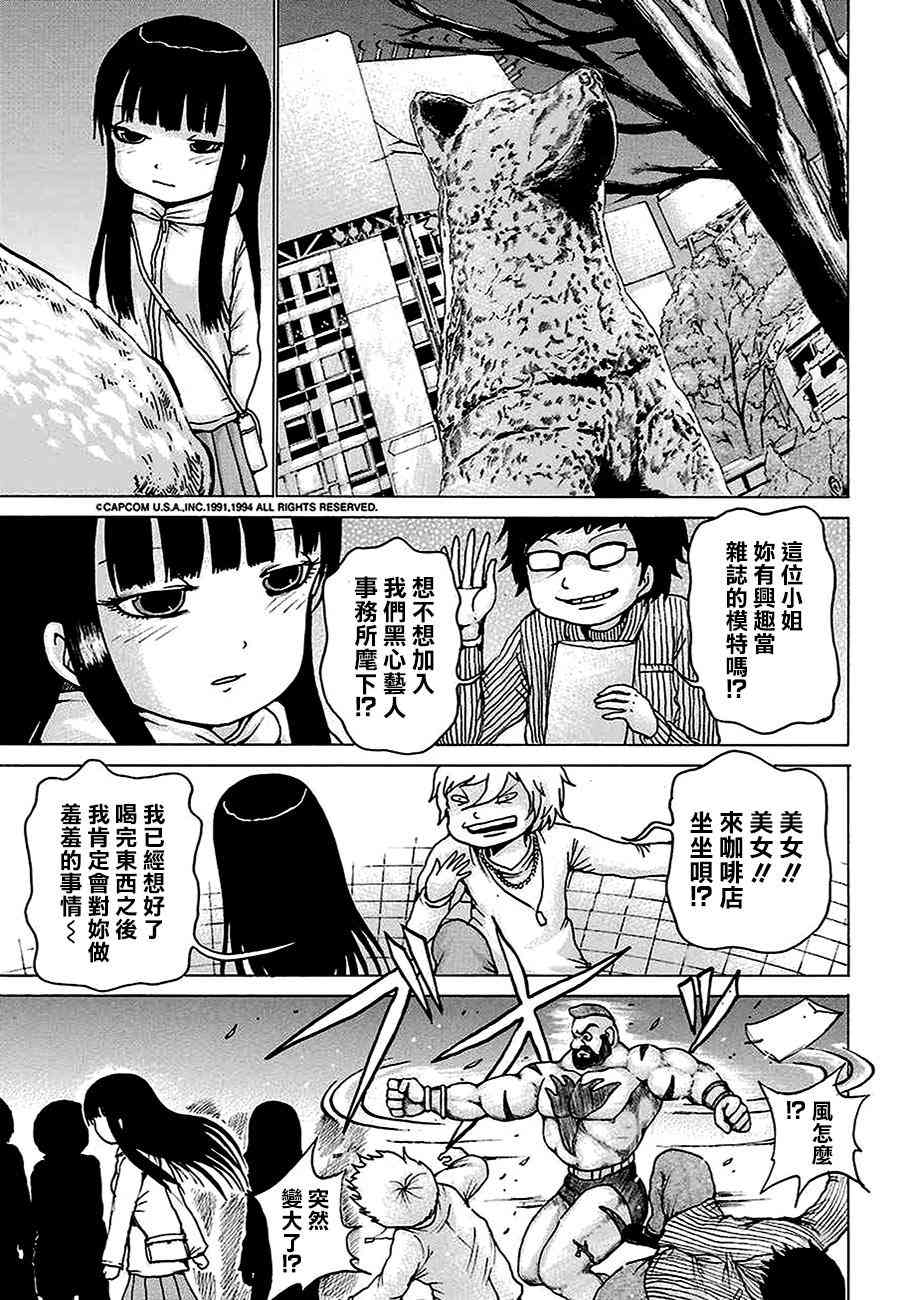 ©CAPCOM U.S.A.,INC.1991,1994 ALL RIGHTS RESERVED.
這位小姐
妳有興趣當
雜誌的模特嗎!?
想不想加入
我們黑心藝人
事務所麾下!?
美女!!
美女!!
來咖啡店
坐坐唄!?
我已經想好了
喝完東西之後
我肯定會對妳做
羞羞的事情～
風怎麼
!?
突然
變大了!?